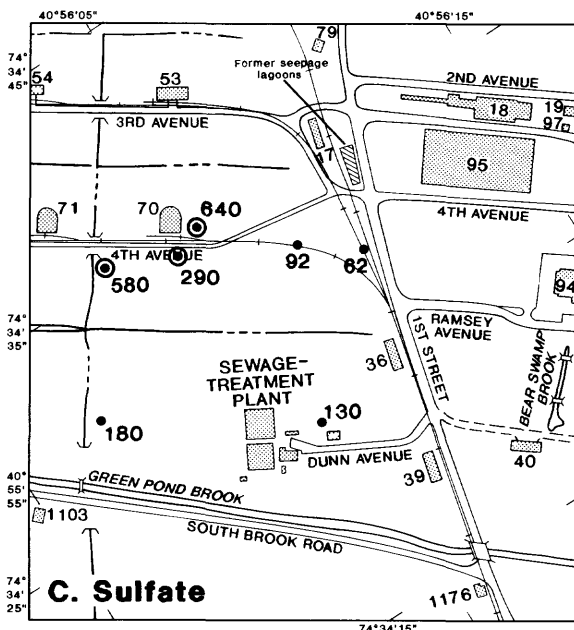 40°56'05"
40°56'15"
74°
34'
45"
79
Former seepage
lagoons
2ND AVENUE
54
53
18
19
97
3RD AVENUE
17
95
71
70
640
4TH AVENUE
4TH AVENUE
92
62
290
580
94
74°
34'
35"
1ST STREET
RAMSEY
AVENUE
BEAR SWAMP
BROOK
36
SEWAGE-
TREATMENT
PLANT
130
180
40
DUNN AVENUE
39
40°
55'
55"
GREEN POND BROOK
1103
SOUTH BROOK ROAD
74°
34'
25"
C. Sulfate
1176
74°34'15"